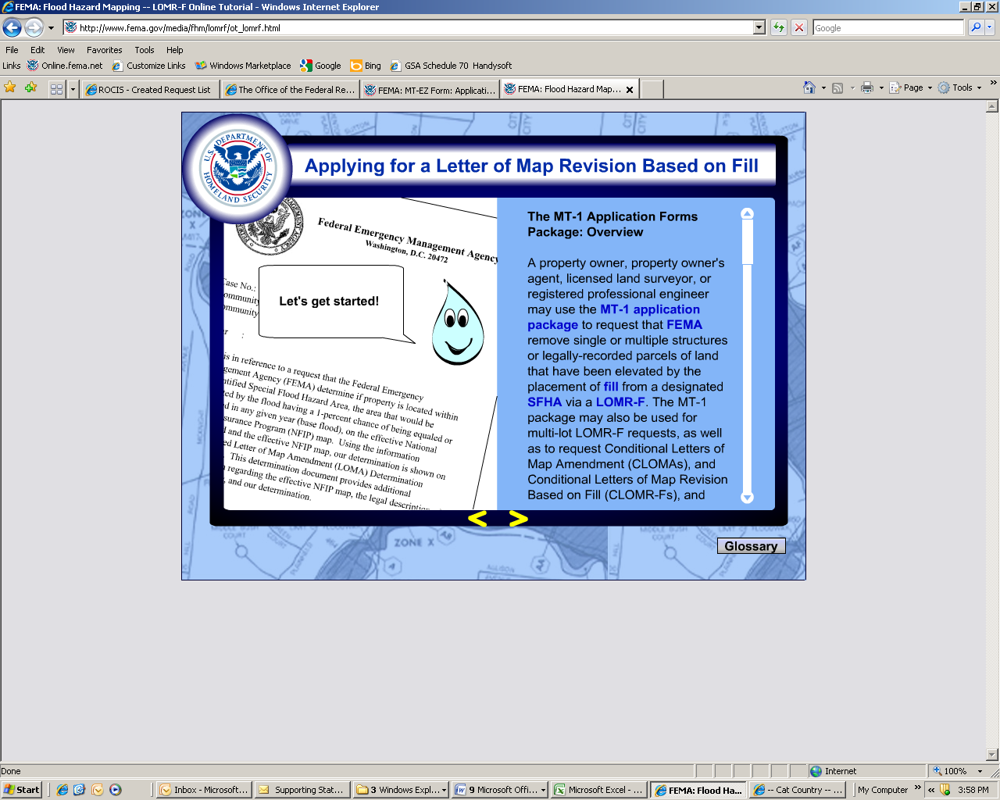 FEMA: Flood Hazard Mapping -- LOMR-F Online Tutorial - Windows Internet Explorer
http://www.fema.gov/media/fhm/lomrf/ot_lomrf.html
Google
File Edit View Favorites Tools Help
Links Online.fema.net Customize Links Windows Marketplace Google Bing GSA Schedule 70 Handysoft
ROCIS - Created Request List
The Office of the Federal Re...
FEMA: MT-EZ Form: Applicati...
FEMA: Flood Hazard Map...
Page Tools
U.S. DEPARTMENT OF HOMELAND SECURITY
Applying for a Letter of Map Revision Based on Fill
Federal Emergency Management Agency
Washington, D.C. 20472
Case No.:
ommunity
ommunity
Let's get started!
is in reference to a request that the Federal Emergency
gement Agency (FEMA) determine if property is located within
ntified Special Flood Hazard Area, the area that would be
ted by the flood having a 1-percent chance of being equaled or
d in any given year (base flood), on the effective National
surance Program (NFIP) map. Using the information
d and the effective NFIP map, our determination is shown on
ed Letter of Map Amendment (LOMA) Determination
. This determination document provides additional
n regarding the effective NFIP map, the legal description
, and our determination.
The MT-1 Application Forms
Package: Overview
A property owner, property owner's
agent, licensed land surveyor, or
registered professional engineer
may use the MT-1 application
package to request that FEMA
remove single or multiple structures
or legally-recorded parcels of land
that have been elevated by the
placement of fill from a designated
SFHA via a LOMR-F. The MT-1
package may also be used for
multi-lot LOMR-F requests, as well
as to request Conditional Letters of
Map Amendment (CLOMAs), and
Conditional Letters of Map Revision
Based on Fill (CLOMR-Fs), and
< >
ZONE X
Glossary
Done
Internet
100%
Start
Inbox - Microsoft...
Supporting Stat...
3 Windows Expl...
9 Microsoft Offi...
Microsoft Excel - ...
FEMA: Flood Ha...
-- Cat Country -- ...
My Computer
3:58 PM